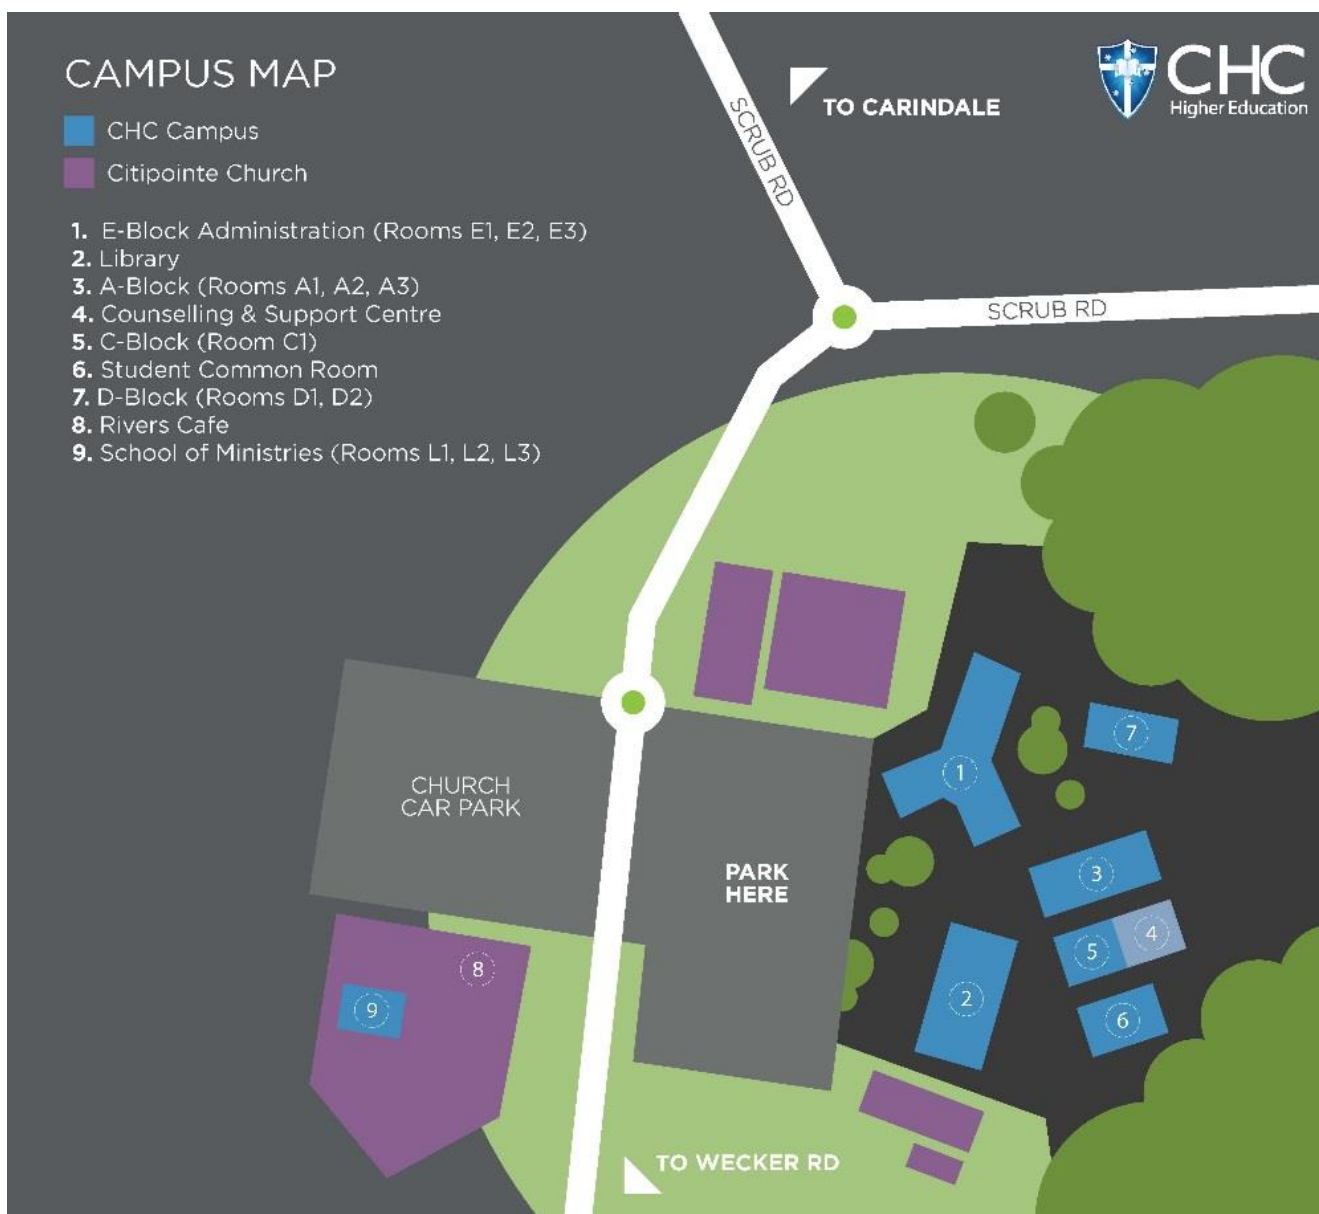 CAMPUS MAP
CHC Campus
Citipointe Church
1. E-Block Administration (Rooms E1, E2, E3)
2. Library
3. A-Block (Rooms A1, A2, A3)
4. Counselling & Support Centre
5. C-Block (Room C1)
6. Student Common Room
7. D-Block (Rooms D1, D2)
8. Rivers Cafe
9. School of Ministries (Rooms L1, L2, L3)
SCRUB RD
TO CARINDALE
CHC
Higher Education
SCRUB RD
CHURCH
CAR PARK
PARK
HERE
1
7
3
5
4
2
6
8
9
TO WECKER RD